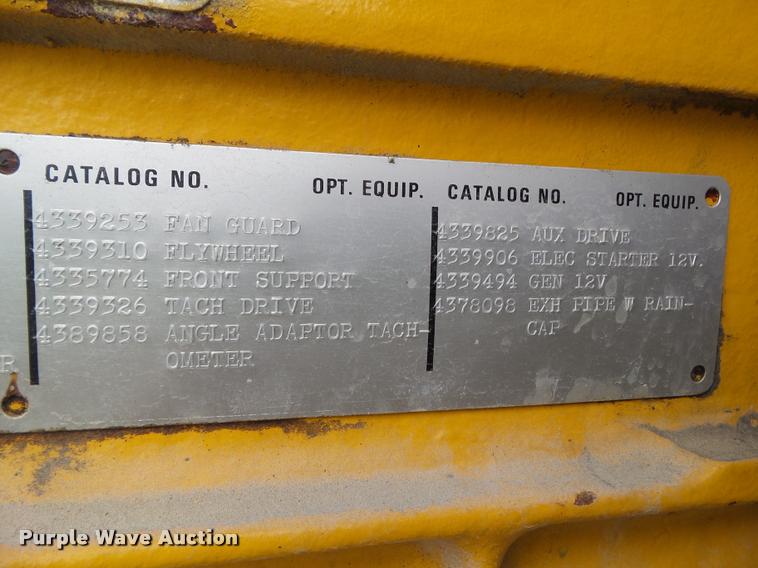 CATALOG NO. OPT. EQUIP.
4339253 FAN GUARD
4339310 FLYWHEEL
4335774 FRONT SUPPORT
4339326 TACH DRIVE
4389858 ANGLE ADAPTOR TACH-
OMETER
R
CATALOG NO. OPT. EQUIP.
4339825 AUX DRIVE
4339906 ELEC STARTER 12V.
4339494 GEN 12V
4378098 EXH PIPE W RAIN-
CAP
Purple Wave Auction